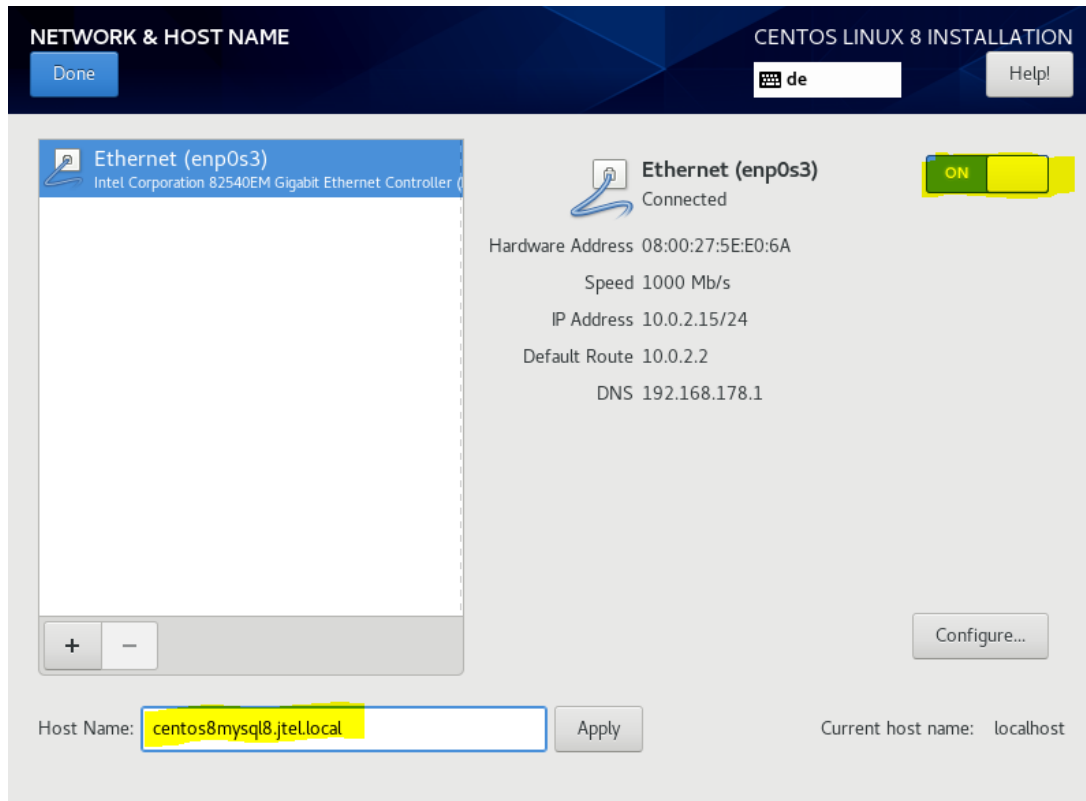 NETWORK & HOST NAME
CENTOS LINUX 8 INSTALLATION
Done
de
Help!
Ethernet (enp0s3)
Intel Corporation 82540EM Gigabit Ethernet Controller (
Ethernet (enp0s3)
Connected
ON
Hardware Address 08:00:27:5E:E0:6A
Speed 1000 Mb/s
IP Address 10.0.2.15/24
Default Route 10.0.2.2
DNS 192.168.178.1
+ −
Configure...
Host Name: centos8mysql8.jtel.local Apply Current host name: localhost